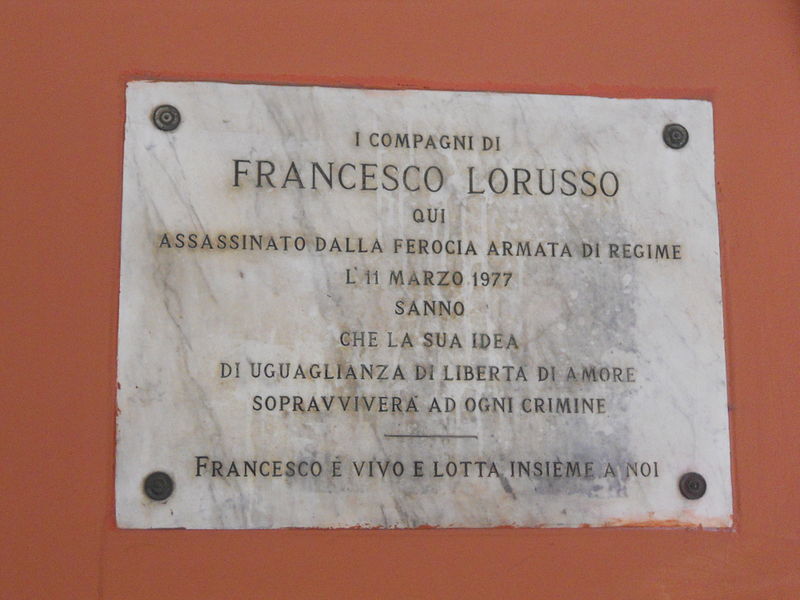 I COMPAGNI DI
FRANCESCO LORUSSO
QUI
ASSASSINATO DALLA FEROCIA ARMATA DI REGIME
L' 11 MARZO 1977
SANNO
CHE LA SUA IDEA
DI UGUAGLIANZA DI LIBERTA DI AMORE
SOPRAVVIVERÀ AD OGNI CRIMINE
FRANCESCO È VIVO E LOTTA INSIEME A NOI